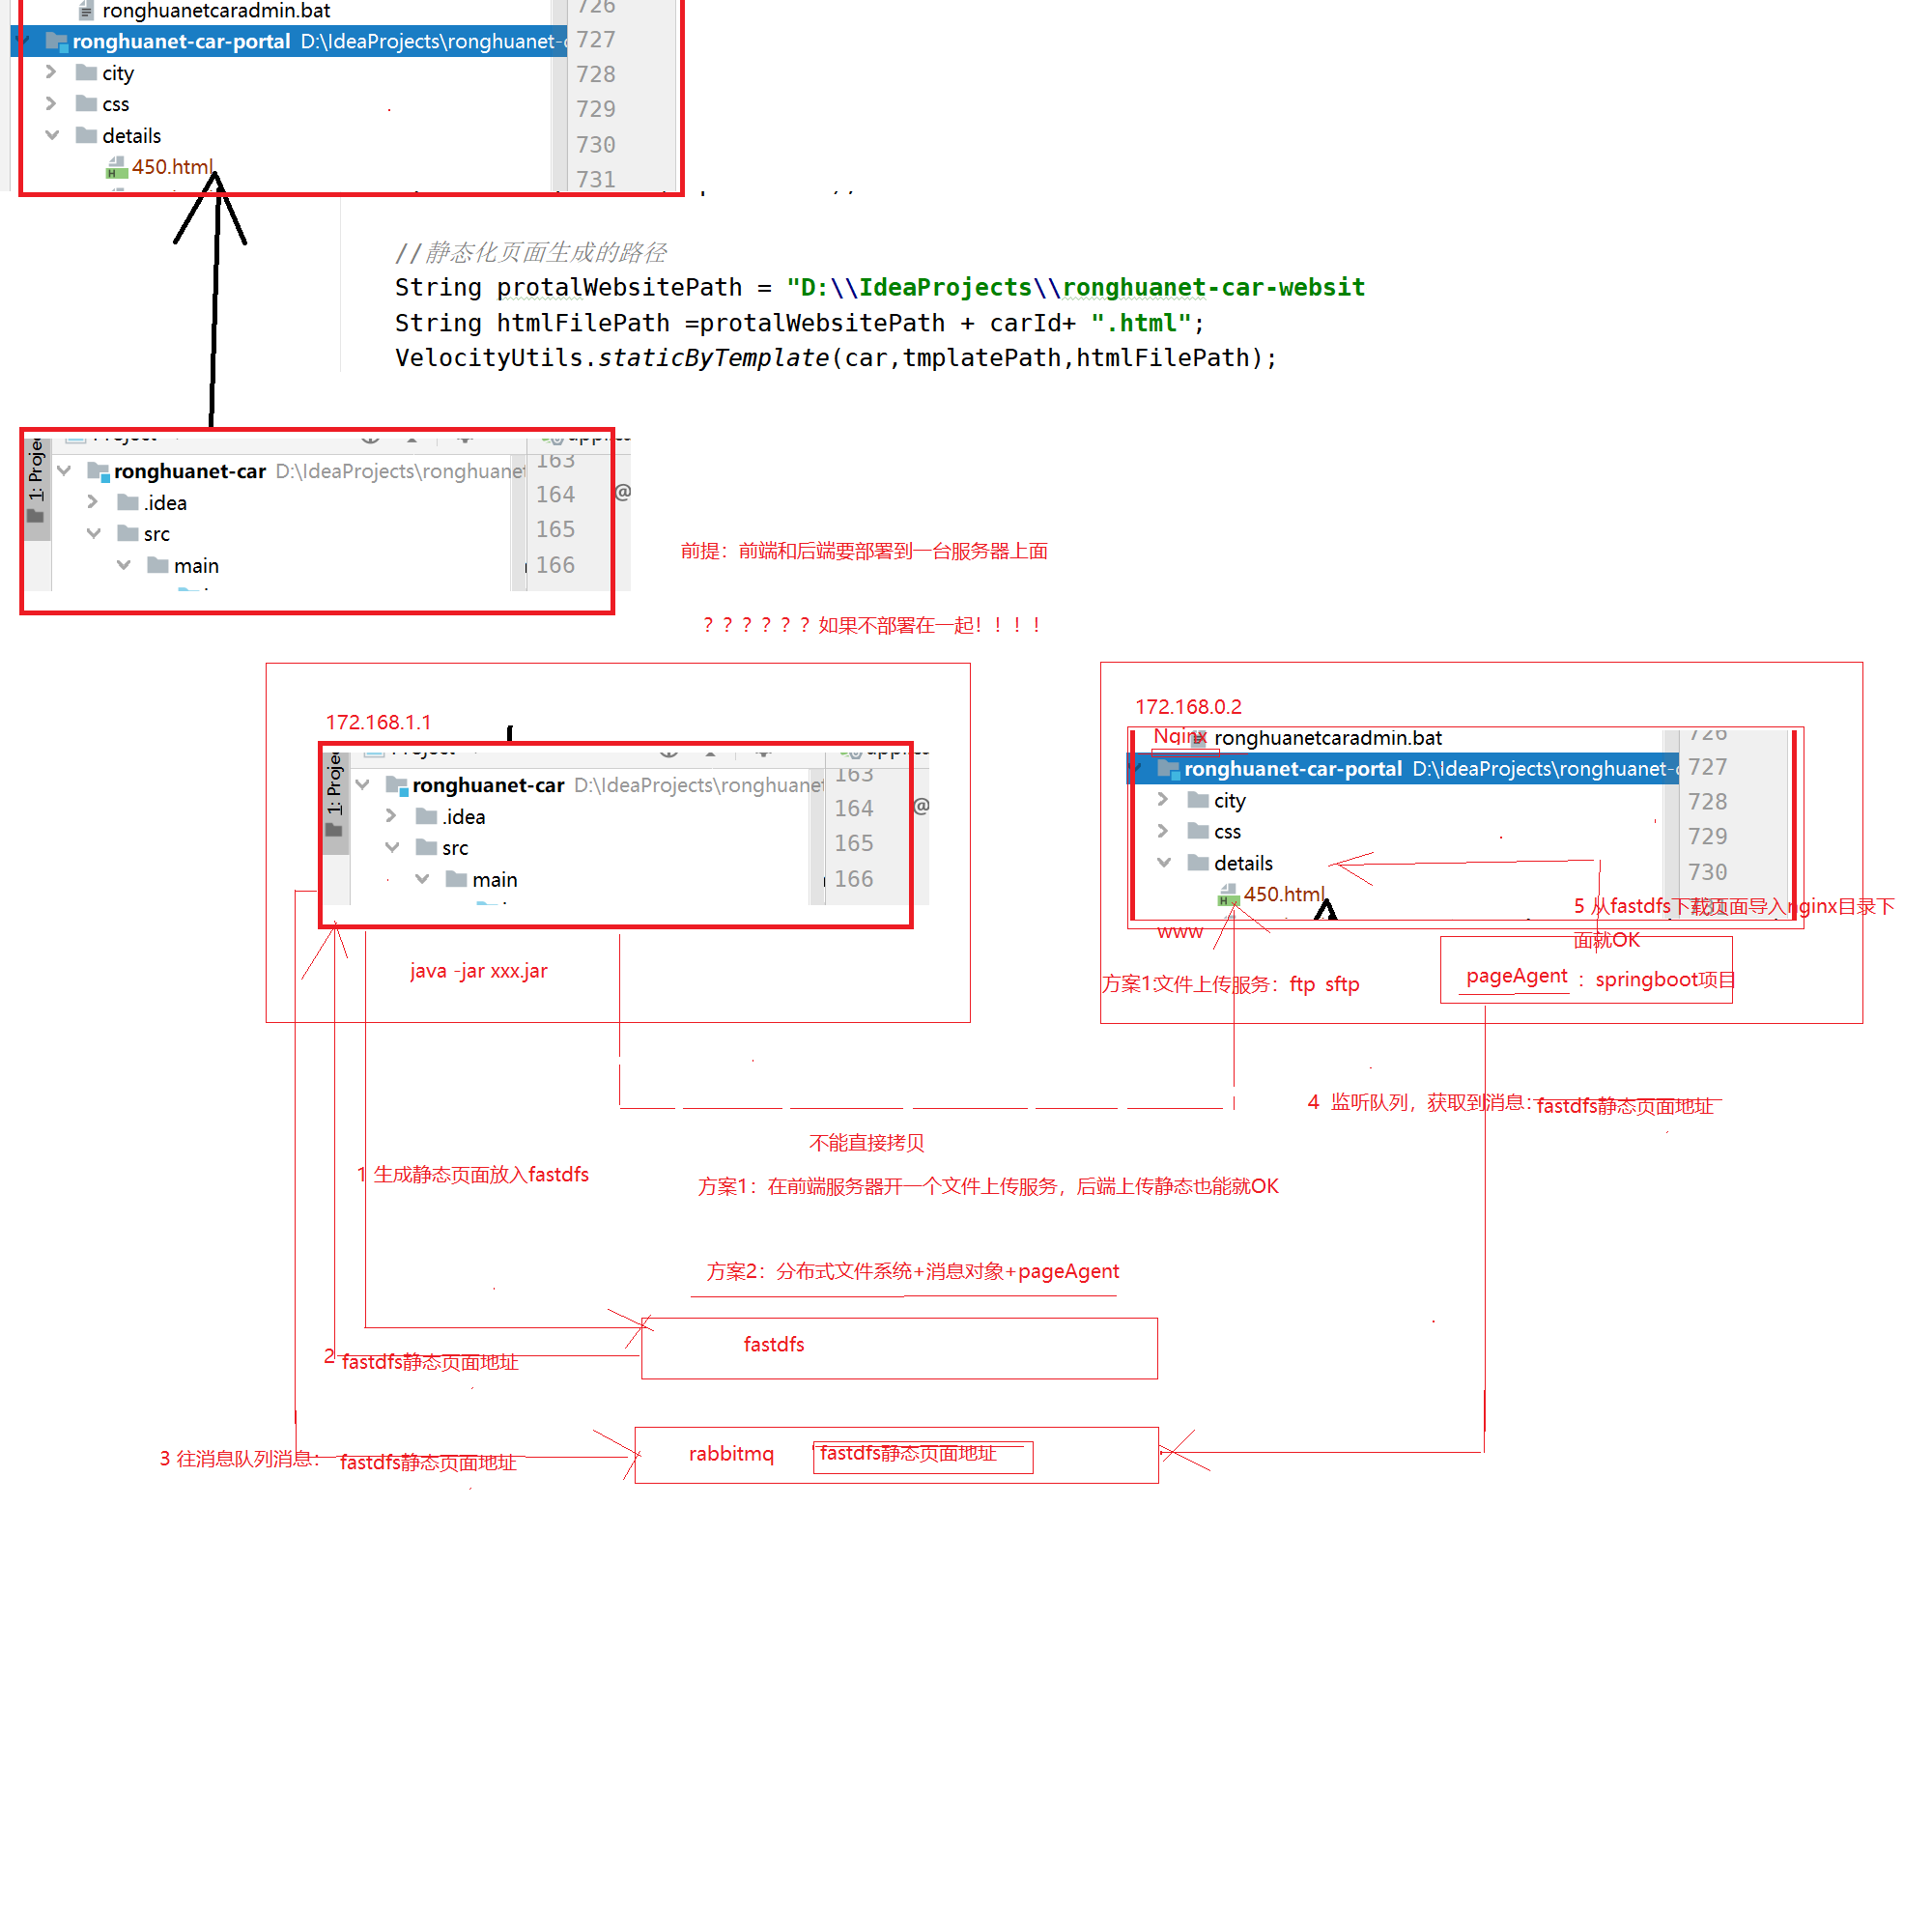 ronghuanetcaradmin.bat
ronghuanet-car-portal D:\IdeaProjects\ronghuanet-c
city
css
details
450.html
726
727
728
729
730
731
//静态化页面生成的路径
String protalWebsitePath = "D:\\IdeaProjects\\ronghuanet-car-websit
String htmlFilePath =protalWebsitePath + carId+ ".html";
VelocityUtils.staticByTemplate(car,tmplatePath,htmlFilePath);
1: Projec
ronghuanet-car D:\IdeaProjects\ronghuanet
.idea
src
main
163
164 @
165
166
前提：前端和后端要部署到一台服务器上面
？？？？？？如果不部署在一起！！！！
172.168.1.1
1: Projec
ronghuanet-car D:\IdeaProjects\ronghuanet
.idea
src
main
163
164 @
165
166
java -jar xxx.jar
172.168.0.2
Nginx
ronghuanetcaradmin.bat
ronghuanet-car-portal D:\IdeaProjects\ronghuanet-c
city
css
details
450.html
726
727
728
729
730
731
www
5 从fastdfs下载页面导入nginx目录下
面就OK
方案1:文件上传服务：ftp sftp
pageAgent ：springboot项目
4 监听队列，获取到消息：fastdfs静态页面地址
不能直接拷贝
1 生成静态页面放入fastdfs
方案1：在前端服务器开一个文件上传服务，后端上传静态也能就OK
方案2：分布式文件系统+消息对象+pageAgent
fastdfs
2 fastdfs静态页面地址
3 往消息队列消息： fastdfs静态页面地址
rabbitmq fastdfs静态页面地址